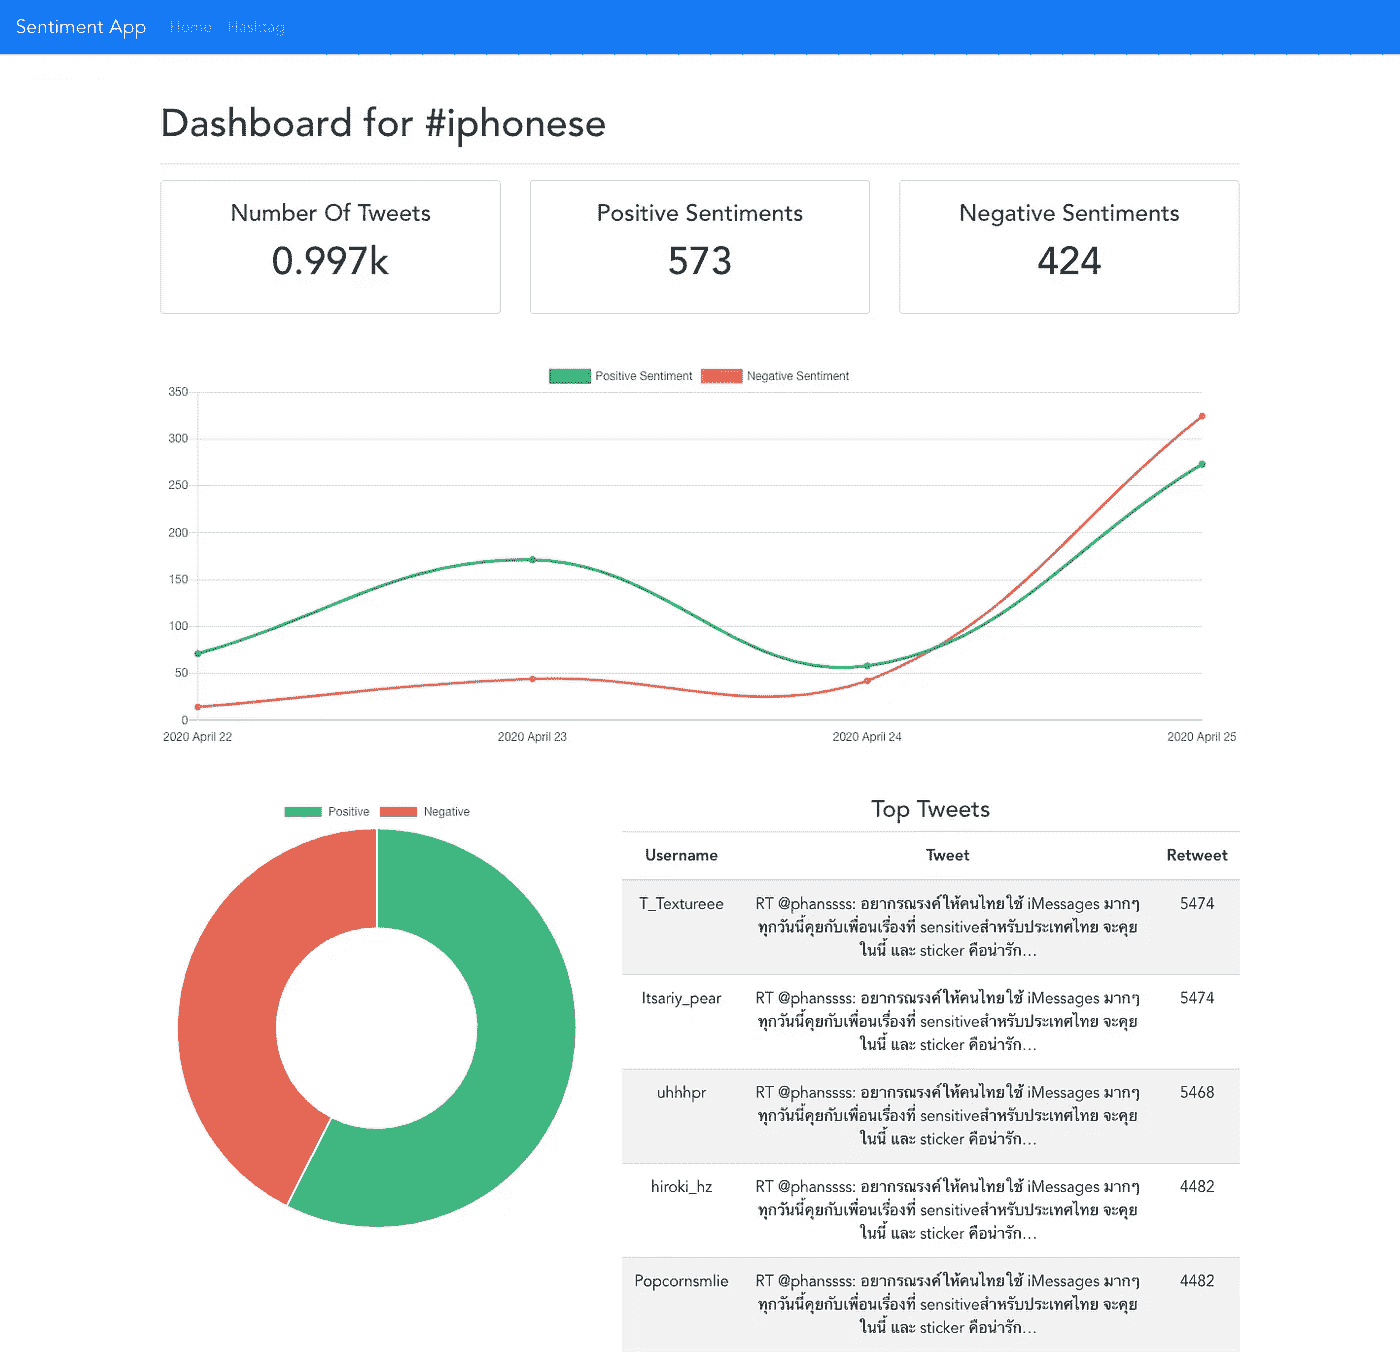 Sentiment App Home Hashtag
Dashboard for #iphonese
Number Of Tweets
0.997k
Positive Sentiments
573
Negative Sentiments
424
Positive Sentiment Negative Sentiment
350
300
250
200
150
100
50
0
2020 April 22 2020 April 23 2020 April 24 2020 April 25
Positive Negative
Top Tweets
Username Tweet Retweet
T_Textureee RT @phanssss: อยากรณรงค์ให้คนไทยใช้ iMessages มากๆ 5474
ทุกวันนี้คุยกับเพื่อนเรื่องที่ sensitiveสำหรับประเทศไทย จะคุย
ในนี้ และ sticker คือน่ารัก…
Itsariy_pear RT @phanssss: อยากรณรงค์ให้คนไทยใช้ iMessages มากๆ 5474
ทุกวันนี้คุยกับเพื่อนเรื่องที่ sensitiveสำหรับประเทศไทย จะคุย
ในนี้ และ sticker คือน่ารัก…
uhhhpr RT @phanssss: อยากรณรงค์ให้คนไทยใช้ iMessages มากๆ 5468
ทุกวันนี้คุยกับเพื่อนเรื่องที่ sensitiveสำหรับประเทศไทย จะคุย
ในนี้ และ sticker คือน่ารัก…
hiroki_hz RT @phanssss: อยากรณรงค์ให้คนไทยใช้ iMessages มากๆ 4482
ทุกวันนี้คุยกับเพื่อนเรื่องที่ sensitiveสำหรับประเทศไทย จะคุย
ในนี้ และ sticker คือน่ารัก…
Popcornsmlie RT @phanssss: อยากรณรงค์ให้คนไทยใช้ iMessages มากๆ 4482
ทุกวันนี้คุยกับเพื่อนเรื่องที่ sensitiveสำหรับประเทศไทย จะคุย
ในนี้ และ sticker คือน่ารัก…